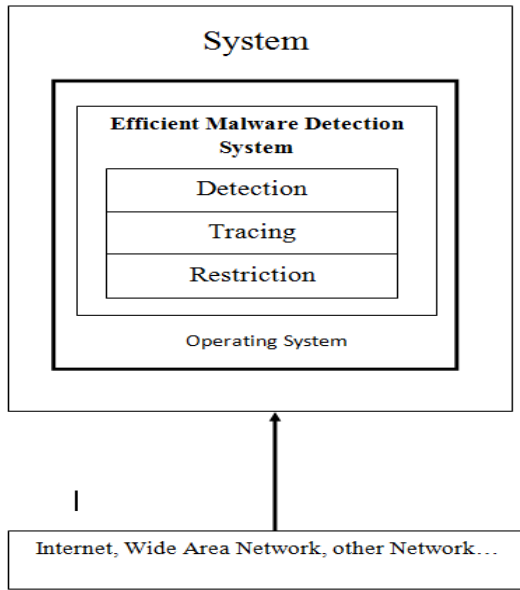 System
Efficient Malware Detection
System
Detection
Tracing
Restriction
Operating System
Internet, Wide Area Network, other Network...